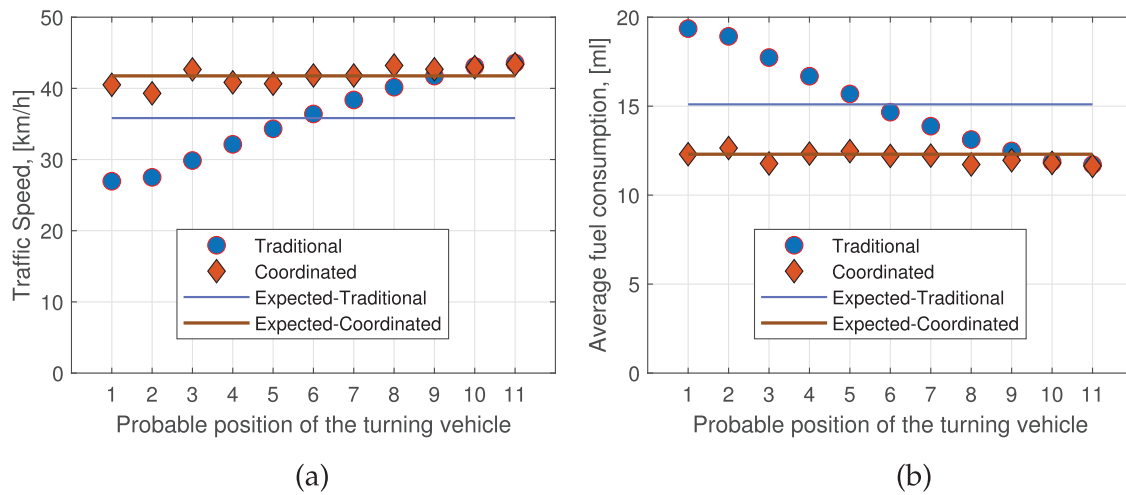 50
40
30
20
10
0
Traffic Speed, [km/h]
Traditional
Coordinated
Expected-Traditional
Expected-Coordinated
1 2 3 4 5 6 7 8 9 10 11
Probable position of the turning vehicle
(a)
20
15
10
5
0
Average fuel consumption, [ml]
Traditional
Coordinated
Expected-Traditional
Expected-Coordinated
1 2 3 4 5 6 7 8 9 10 11
Probable position of the turning vehicle
(b)